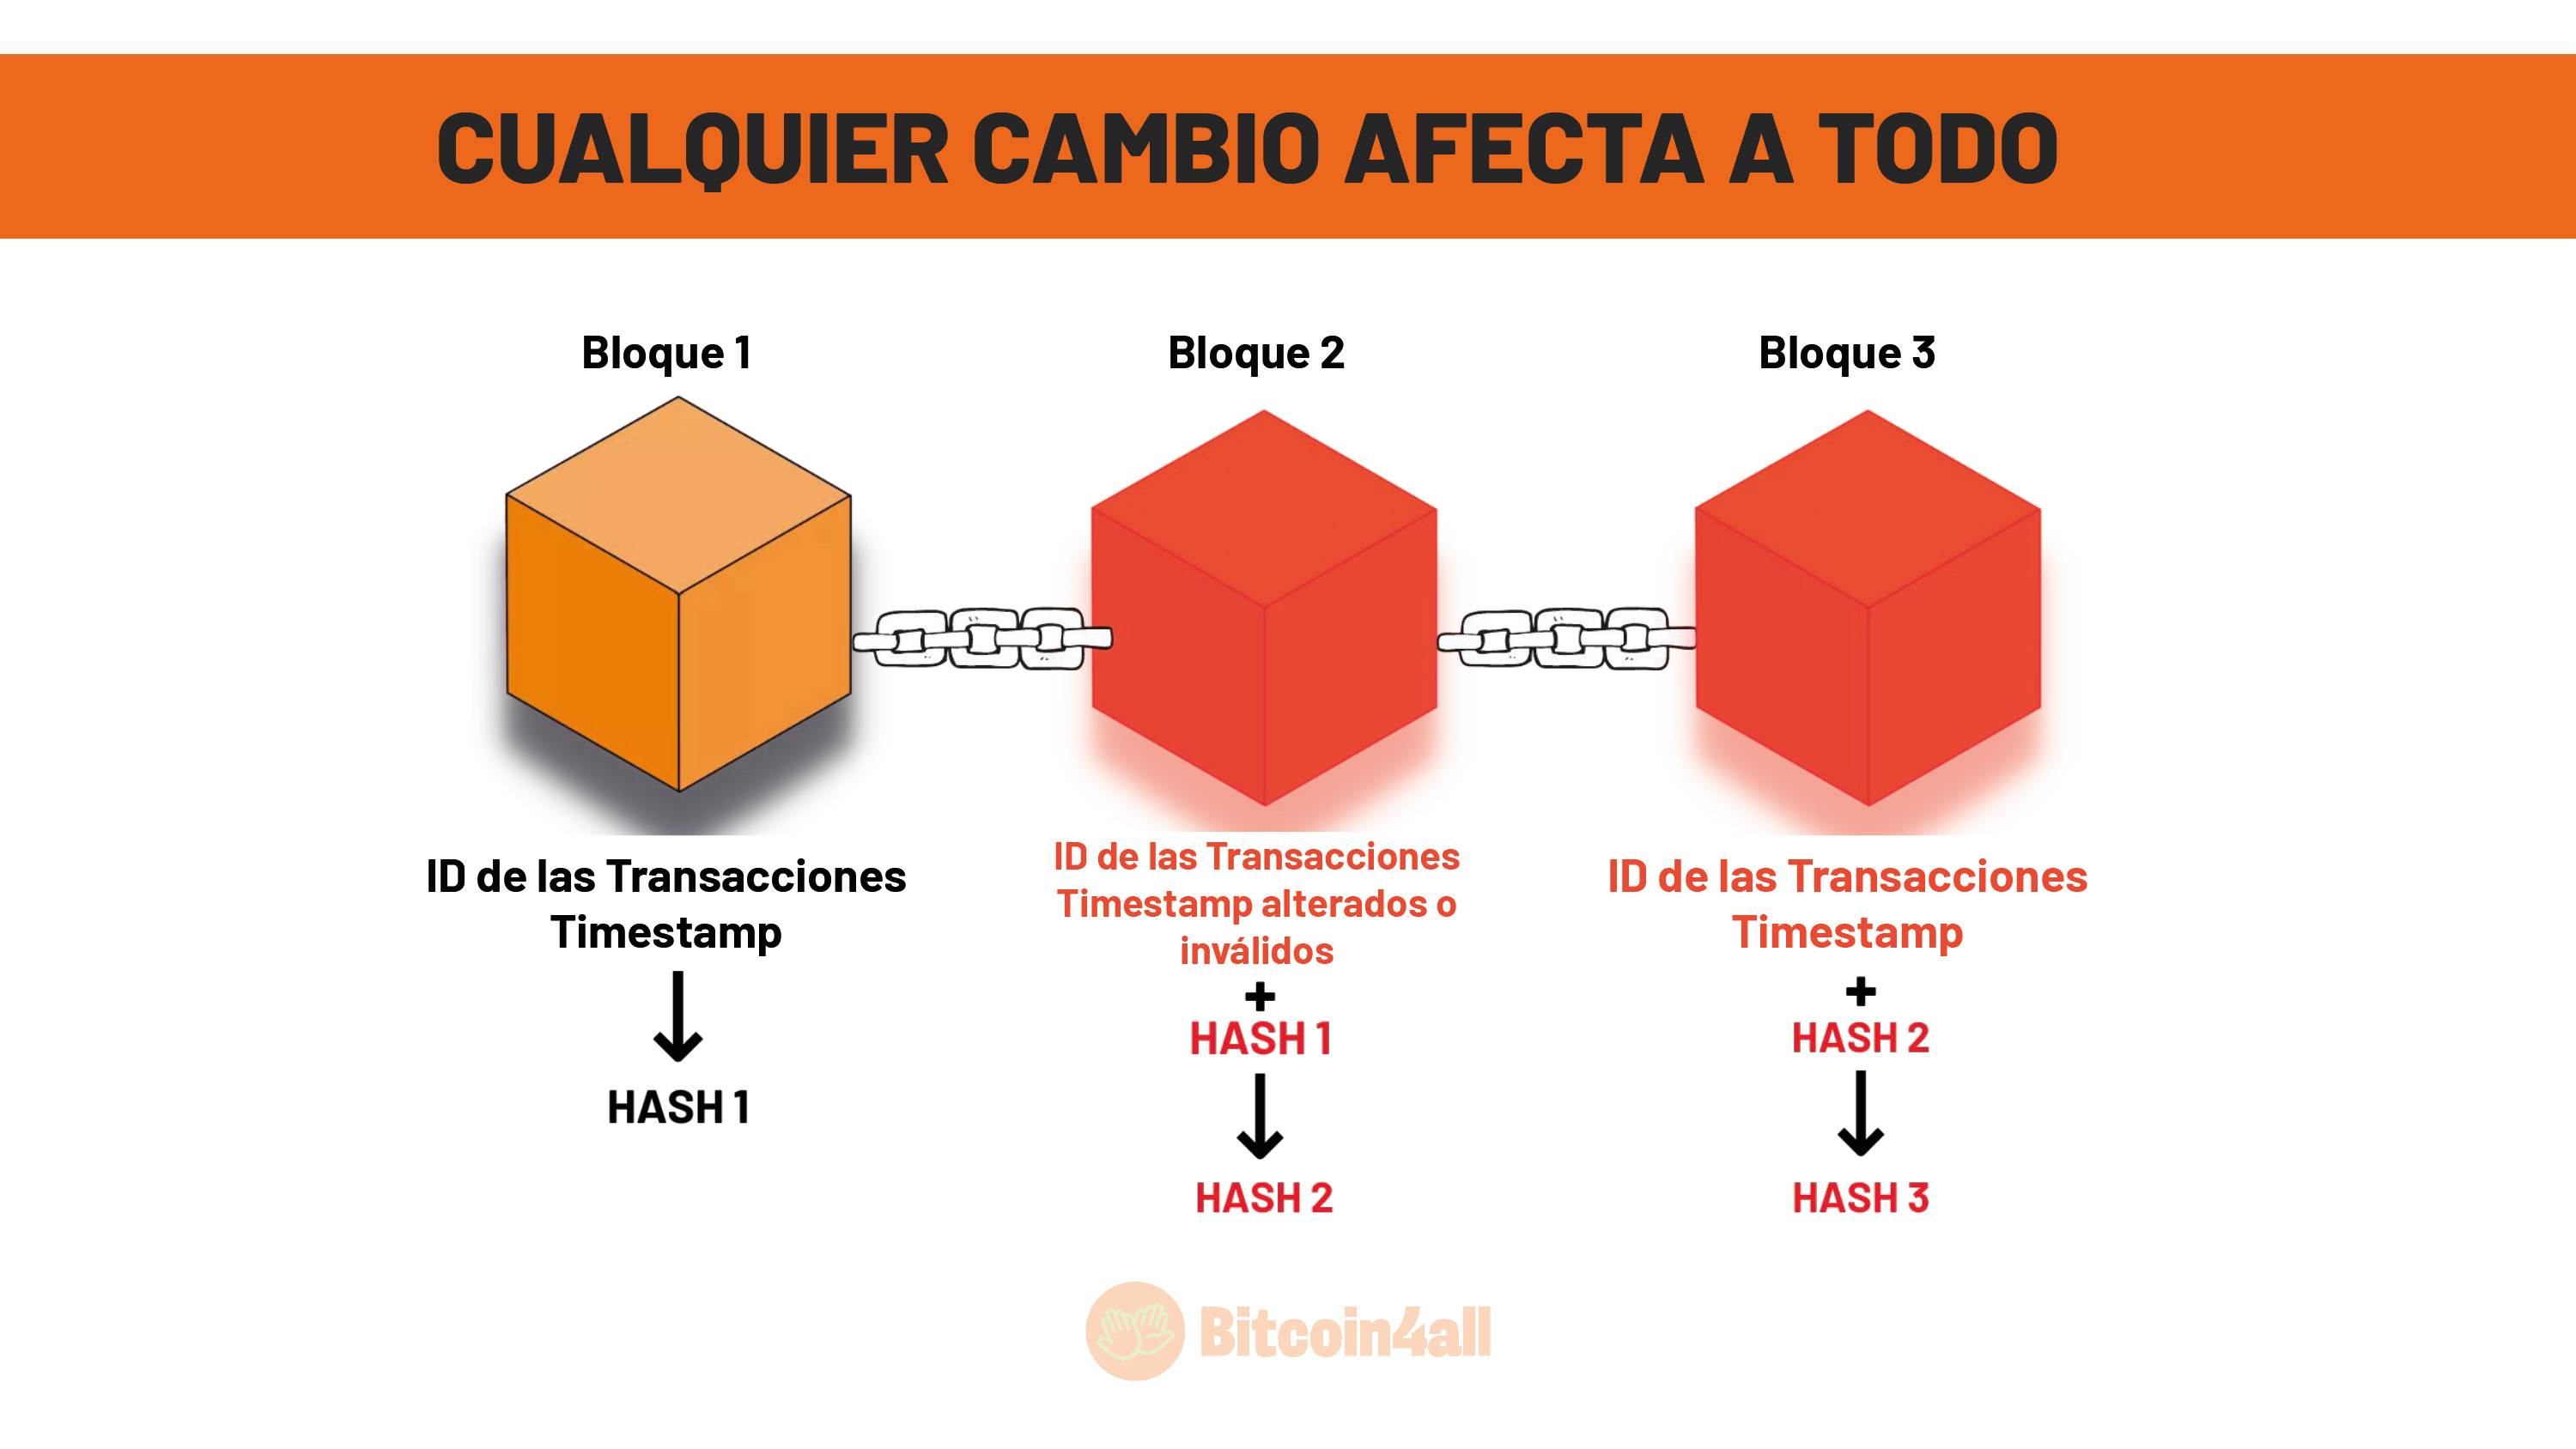 CUALQUIER CAMBIO AFECTA A TODO
Bloque 1
ID de las Transacciones
Timestamp
HASH 1
Bloque 2
ID de las Transacciones
Timestamp alterados o
inválidos
+
HASH 1
HASH 2
Bloque 3
ID de las Transacciones
Timestamp
+
HASH 2
HASH 3
Bitcoin4all